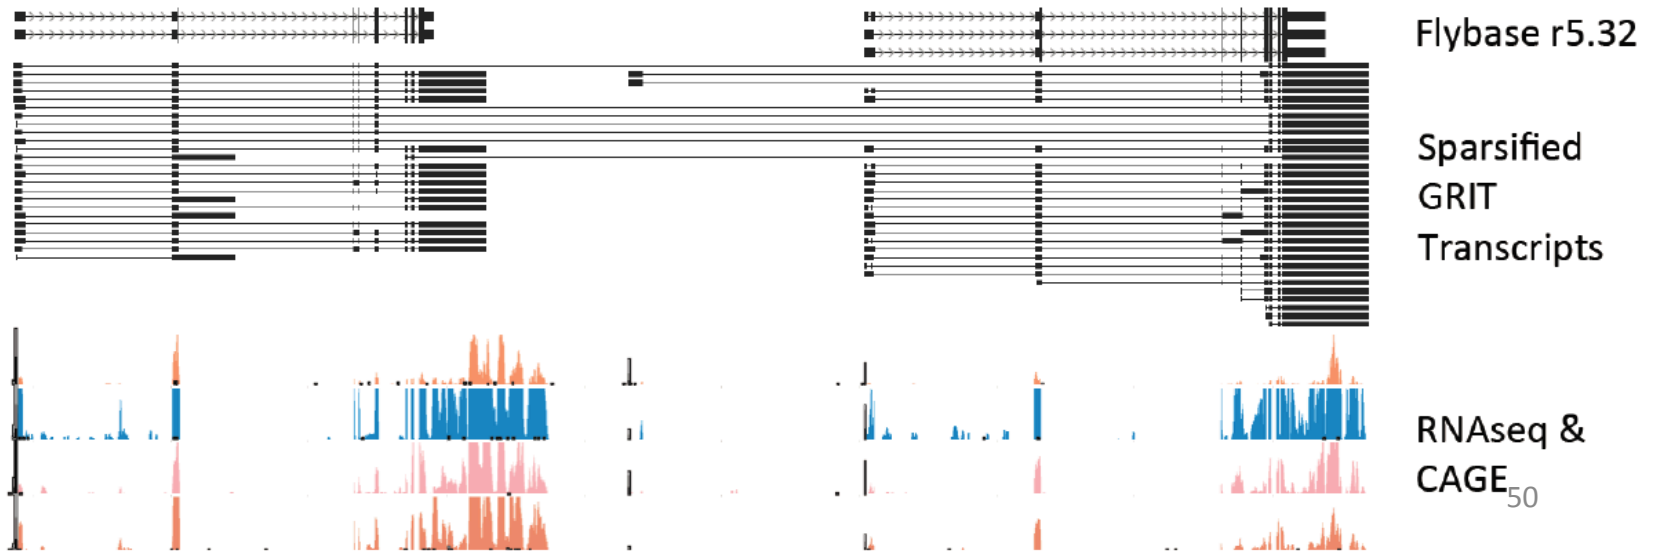 Flybase r5.32
Sparsified
GRIT
Transcripts
RNAseq &
CAGE
50